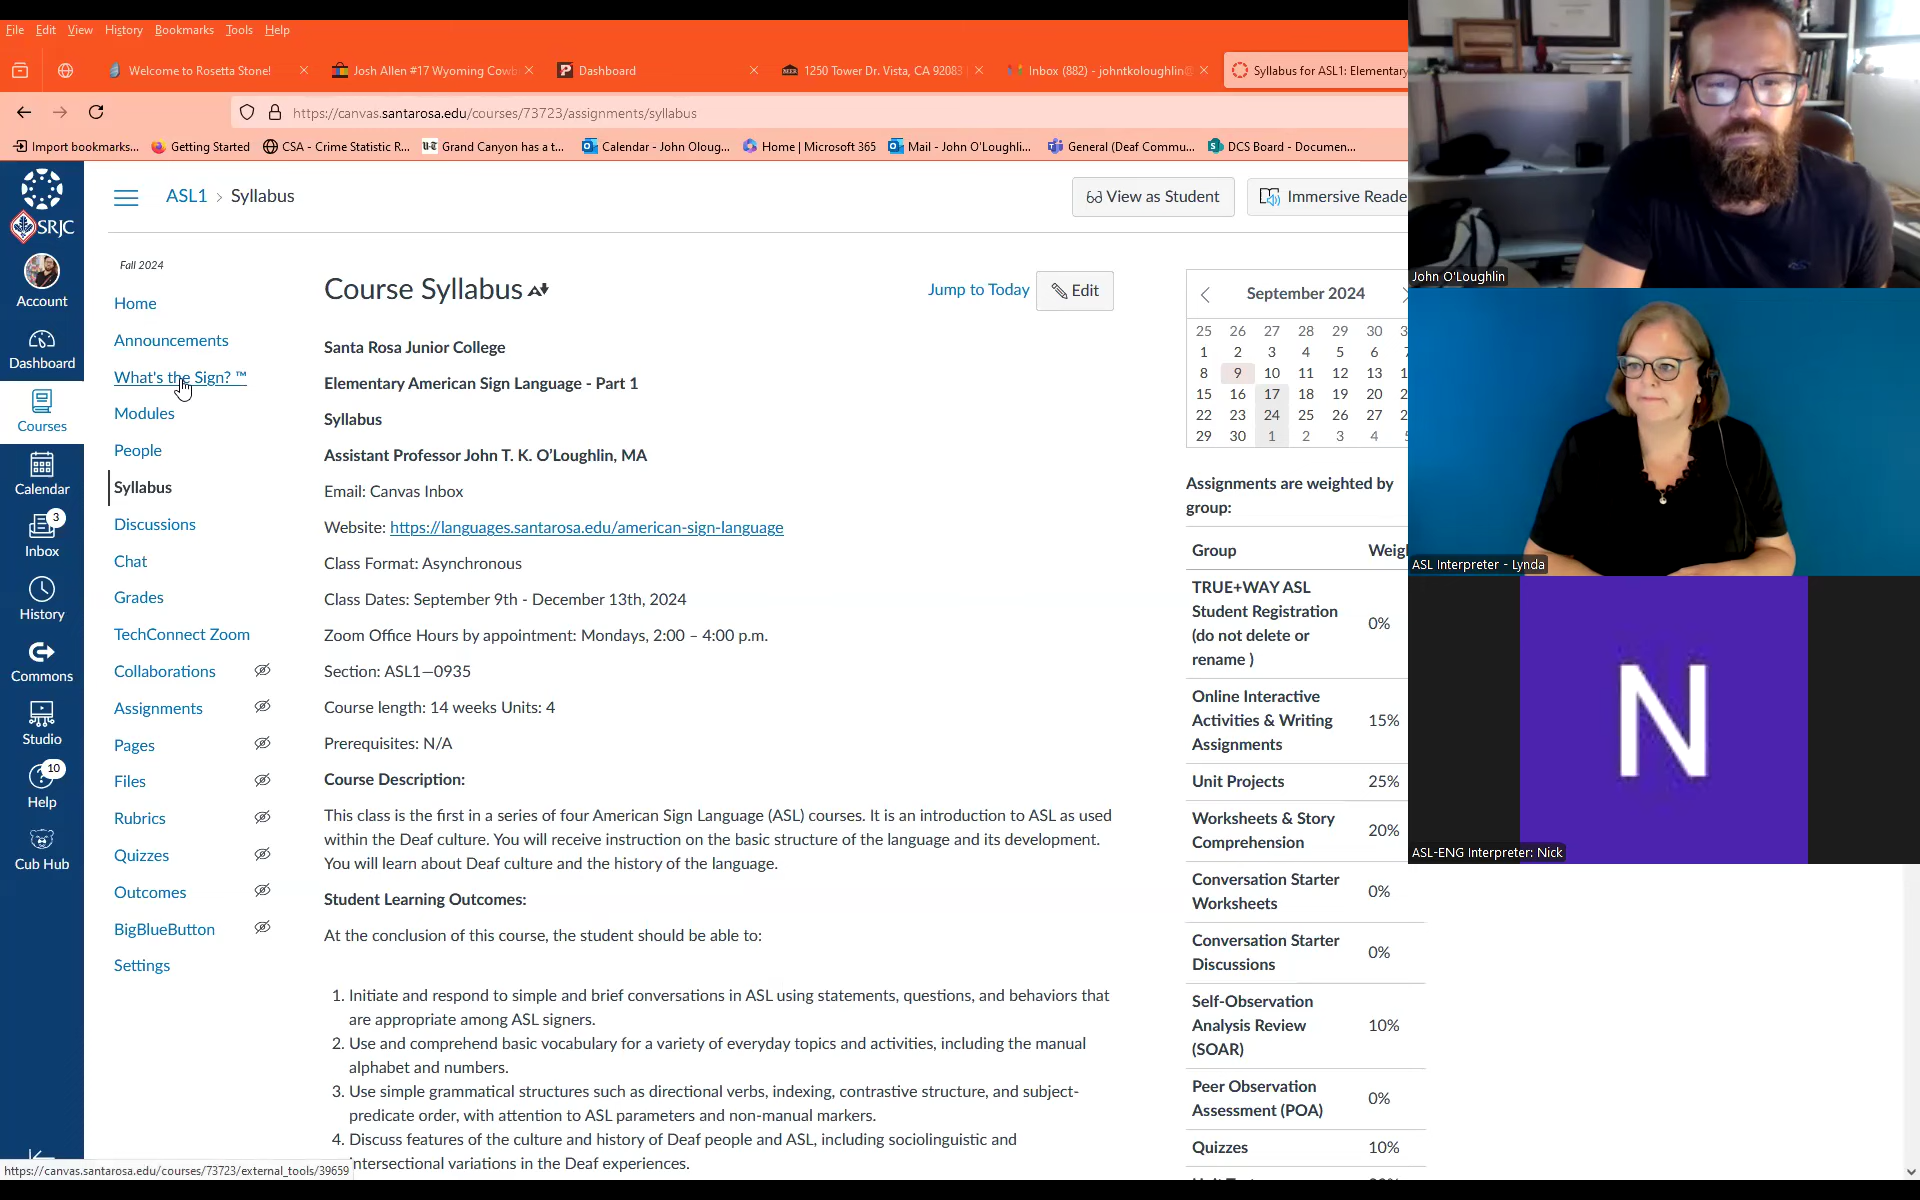 File Edit View History Bookmarks Tools Help
Welcome to Rosetta Stone!
Josh Allen #17 Wyoming Cowb
Dashboard
1250 Tower Dr. Vista, CA 92083
Inbox (882) - johntkoloughlin
Syllabus for ASL1: Elementary
https://canvas.santarosa.edu/courses/73723/assignments/syllabus
Import bookmarks...
Getting Started
CSA - Crime Statistic R...
Grand Canyon has a t...
Calendar - John Oloug...
Home | Microsoft 365
Mail - John O'Loughli...
General (Deaf Commu...
DCS Board - Documen...
SRJC
Account
Dashboard
Courses
Calendar
3
Inbox
History
Commons
Studio
10
Help
Cub Hub
ASL1 > Syllabus
View as Student
Immersive Reade
Fall 2024
Home
Announcements
What's the Sign? ™
Modules
People
Syllabus
Discussions
Chat
Grades
TechConnect Zoom
Collaborations
Assignments
Pages
Files
Rubrics
Quizzes
Outcomes
BigBlueButton
Settings
Course Syllabus
Jump to Today
Edit
Santa Rosa Junior College
Elementary American Sign Language - Part 1
Syllabus
Assistant Professor John T. K. O'Loughlin, MA
Email: Canvas Inbox
Website: https://languages.santarosa.edu/american-sign-language
Class Format: Asynchronous
Class Dates: September 9th - December 13th, 2024
Zoom Office Hours by appointment: Mondays, 2:00 – 4:00 p.m.
Section: ASL1—0935
Course length: 14 weeks Units: 4
Prerequisites: N/A
Course Description:
This class is the first in a series of four American Sign Language (ASL) courses. It is an introduction to ASL as used
within the Deaf culture. You will receive instruction on the basic structure of the language and its development.
You will learn about Deaf culture and the history of the language.
Student Learning Outcomes:
At the conclusion of this course, the student should be able to:
1. Initiate and respond to simple and brief conversations in ASL using statements, questions, and behaviors that
are appropriate among ASL signers.
2. Use and comprehend basic vocabulary for a variety of everyday topics and activities, including the manual
alphabet and numbers.
3. Use simple grammatical structures such as directional verbs, indexing, contrastive structure, and subject-
predicate order, with attention to ASL parameters and non-manual markers.
4. Discuss features of the culture and history of Deaf people and ASL, including sociolinguistic and
intersectional variations in the Deaf experiences.
September 2024
25 26 27 28 29 30 3
1 2 3 4 5 6 7
8 9 10 11 12 13 1
15 16 17 18 19 20 2
22 23 24 25 26 27 2
29 30 1 2 3 4 5
Assignments are weighted by
group:
Group Weig
TRUE+WAY ASL
Student Registration
(do not delete or
rename )
0%
Online Interactive
Activities & Writing
Assignments
15%
Unit Projects 25%
Worksheets & Story
Comprehension
20%
Conversation Starter
Worksheets
0%
Conversation Starter
Discussions
0%
Self-Observation
Analysis Review
(SOAR)
10%
Peer Observation
Assessment (POA)
0%
Quizzes 10%
John O'Loughlin
ASL Interpreter - Lynda
N
ASL-ENG Interpreter: Nick
https://canvas.santarosa.edu/courses/73723/external_tools/39659